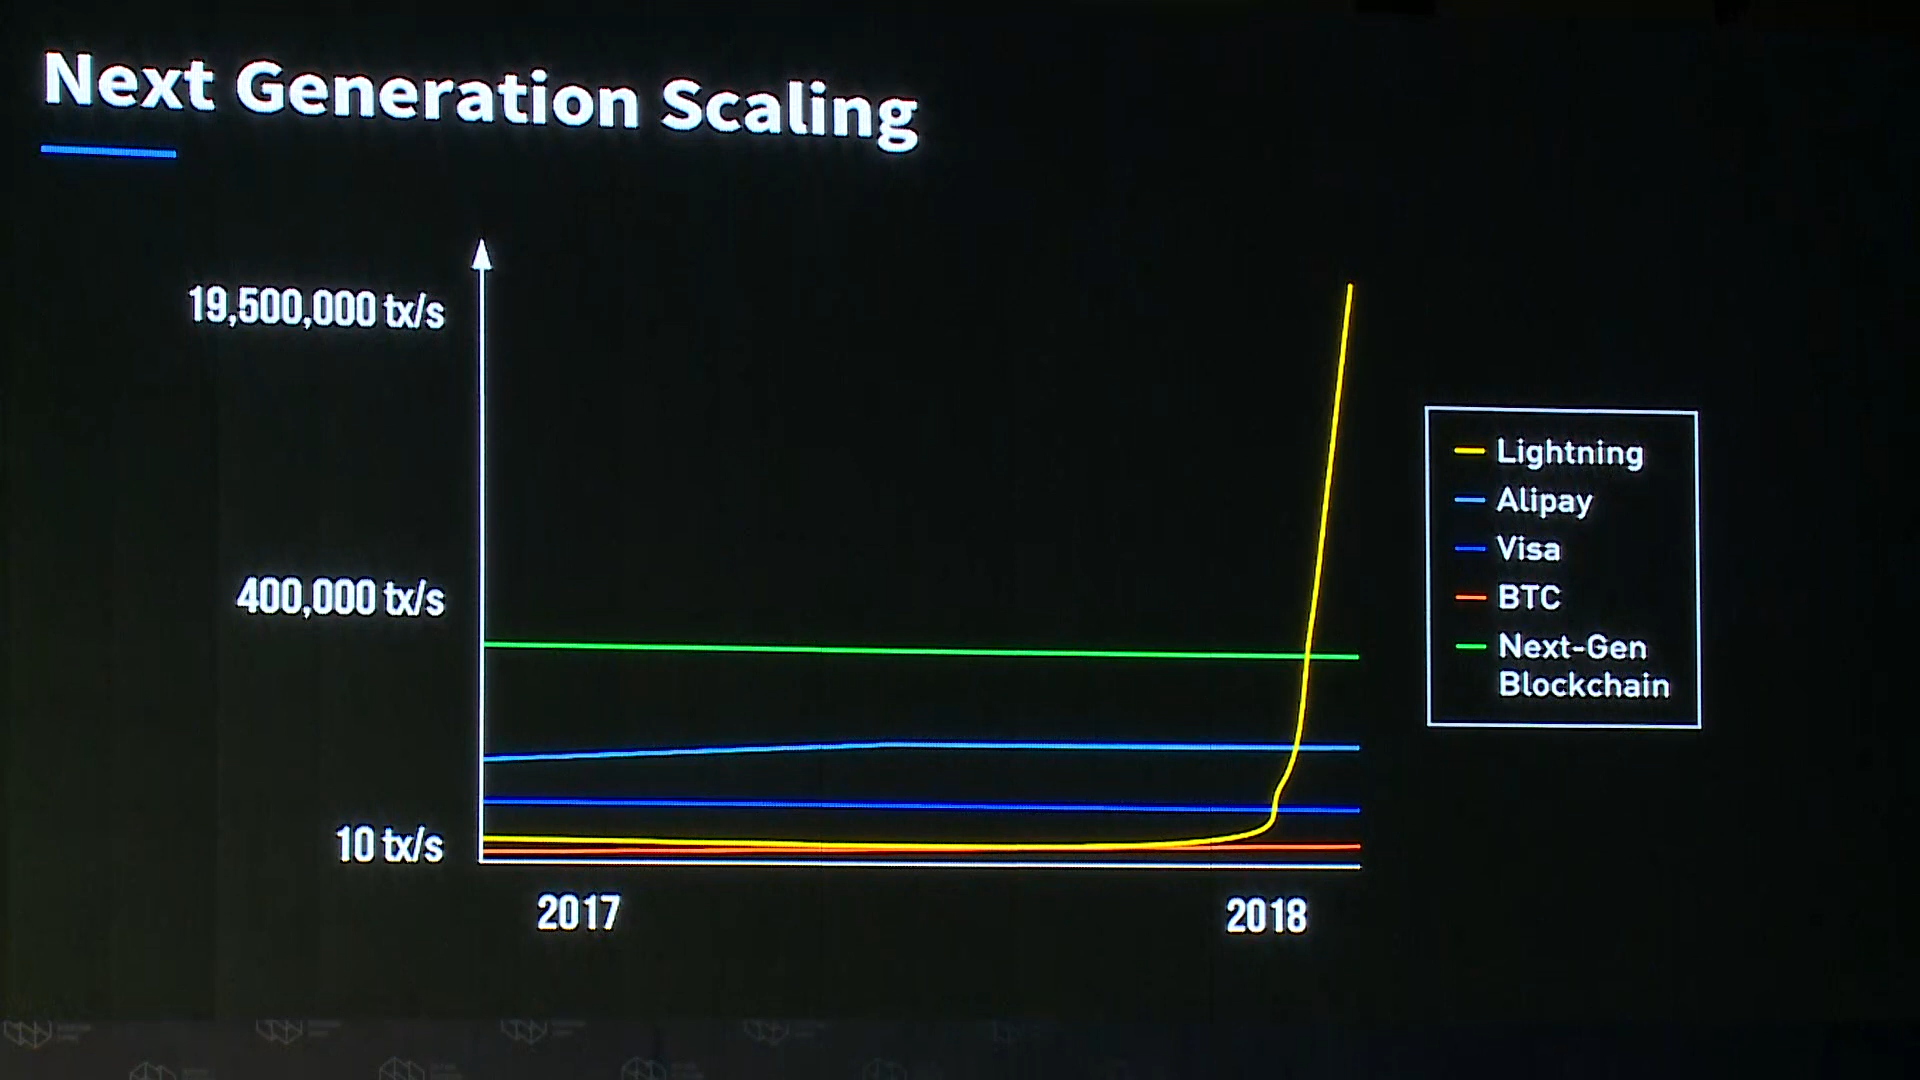 Next Generation Scaling
19,500,000 tx/s
400,000 tx/s
10 tx/s
2017
2018
Lightning
Alipay
Visa
BTC
Next-Gen
Blockchain